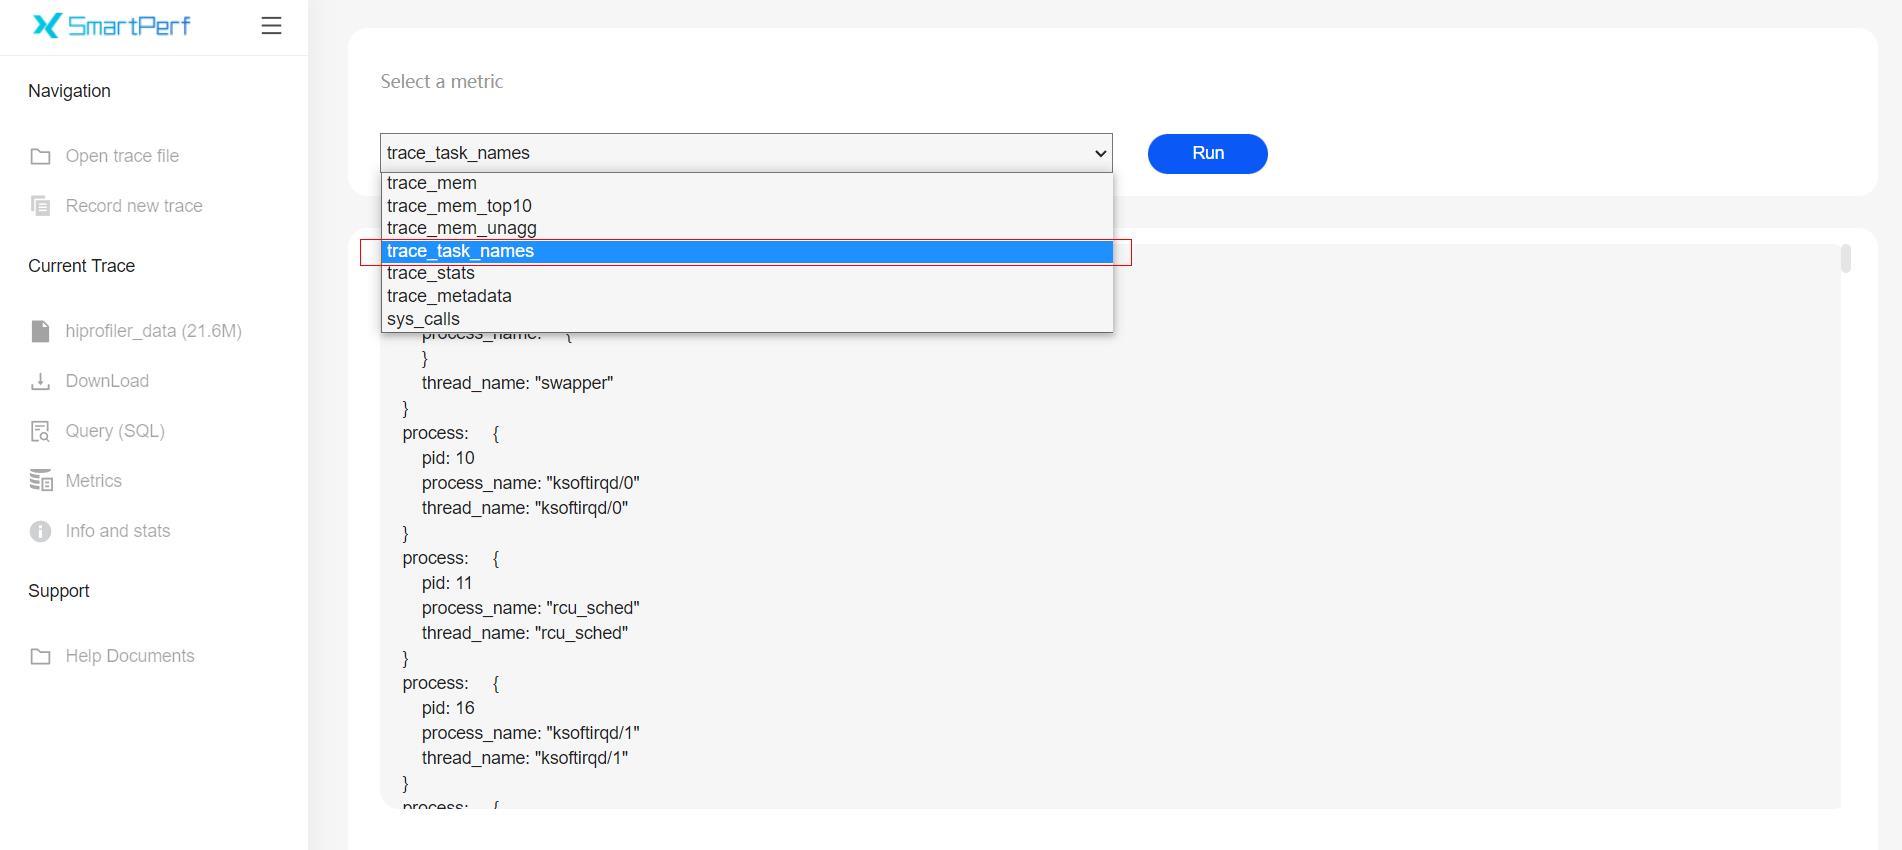 SmartPerf
Navigation
Open trace file
Record new trace
Current Trace
hiprofiler_data (21.6M)
DownLoad
Query (SQL)
Metrics
Info and stats
Support
Help Documents
Select a metric
trace_task_names
Run
trace_mem
trace_mem_top10
trace_mem_unagg
trace_task_names
trace_stats
trace_metadata
sys_calls
process_name: {
}
thread_name: "swapper"
}
process: {
pid: 10
process_name: "ksoftirqd/0"
thread_name: "ksoftirqd/0"
}
process: {
pid: 11
process_name: "rcu_sched"
thread_name: "rcu_sched"
}
process: {
pid: 16
process_name: "ksoftirqd/1"
thread_name: "ksoftirqd/1"
}
process: {